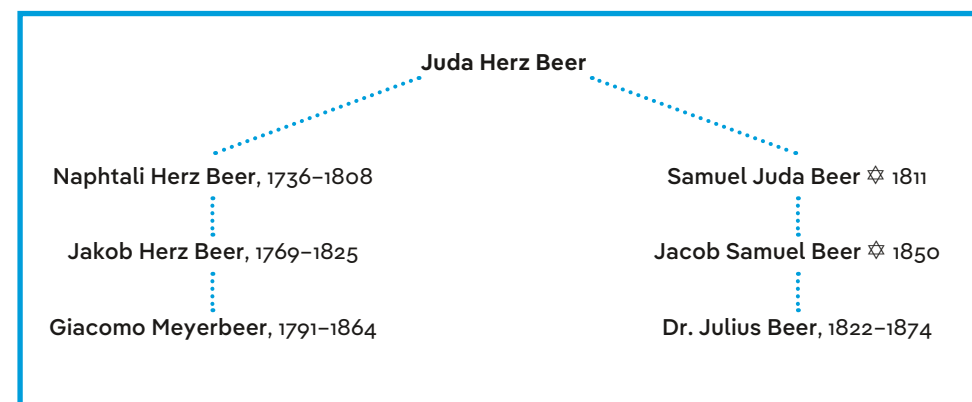 Juda Herz Beer
Naphtali Herz Beer, 1736–1808
Samuel Juda Beer ✡ 1811
Jakob Herz Beer, 1769–1825
Jacob Samuel Beer ✡ 1850
Giacomo Meyerbeer, 1791–1864
Dr. Julius Beer, 1822–1874